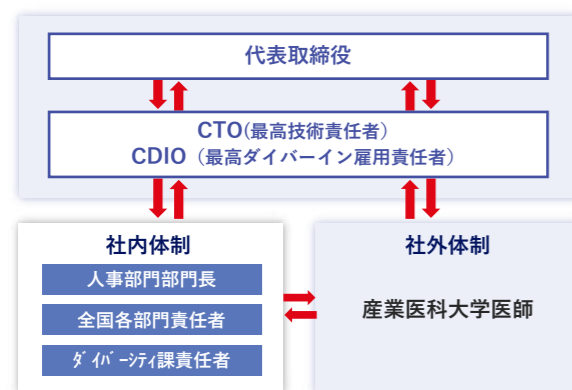 代表取締役
CTO(最高技術責任者)
CDIO（最高ダイバーイン雇用責任者）
社内体制
人事部門部門長
全国各部門責任者
ﾀﾞｲﾊﾞｰｼﾃｨ課責任者
社外体制
産業医科大学医師